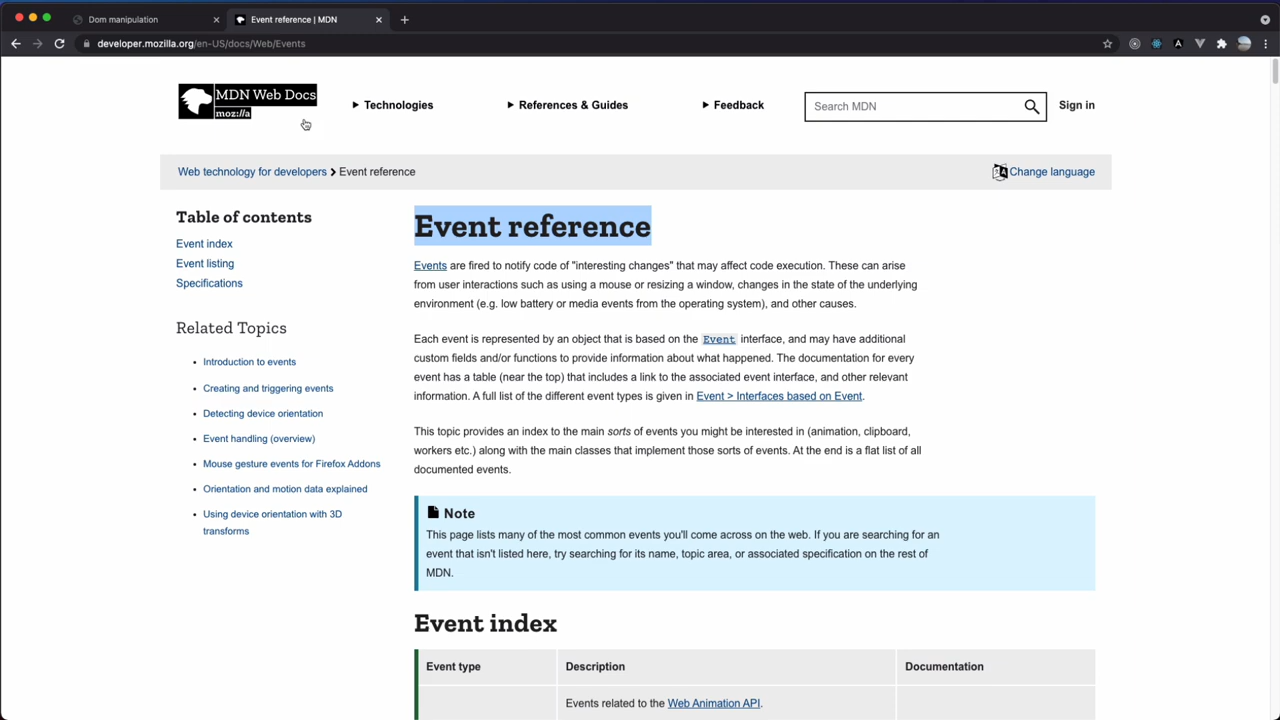 Dom manipulation
Event reference | MDN
developer.mozilla.org/en-US/docs/Web/Events
MDN Web Docs
moz://a
Technologies
References & Guides
Feedback
Search MDN
Sign in
Web technology for developers
Event reference
Change language
Table of contents
Event index
Event listing
Specifications
Related Topics
Introduction to events
Creating and triggering events
Detecting device orientation
Event handling (overview)
Mouse gesture events for Firefox Addons
Orientation and motion data explained
Using device orientation with 3D
transforms
Event reference
Events are fired to notify code of "interesting changes" that may affect code execution. These can arise
from user interactions such as using a mouse or resizing a window, changes in the state of the underlying
environment (e.g. low battery or media events from the operating system), and other causes.
Each event is represented by an object that is based on the Event interface, and may have additional
custom fields and/or functions to provide information about what happened. The documentation for every
event has a table (near the top) that includes a link to the associated event interface, and other relevant
information. A full list of the different event types is given in Event > Interfaces based on Event.
This topic provides an index to the main sorts of events you might be interested in (animation, clipboard,
workers etc.) along with the main classes that implement those sorts of events. At the end is a flat list of all
documented events.
Note
This page lists many of the most common events you'll come across on the web. If you are searching for an
event that isn't listed here, try searching for its name, topic area, or associated specification on the rest of
MDN.
Event index
Event type
Description
Documentation
Events related to the Web Animation API.